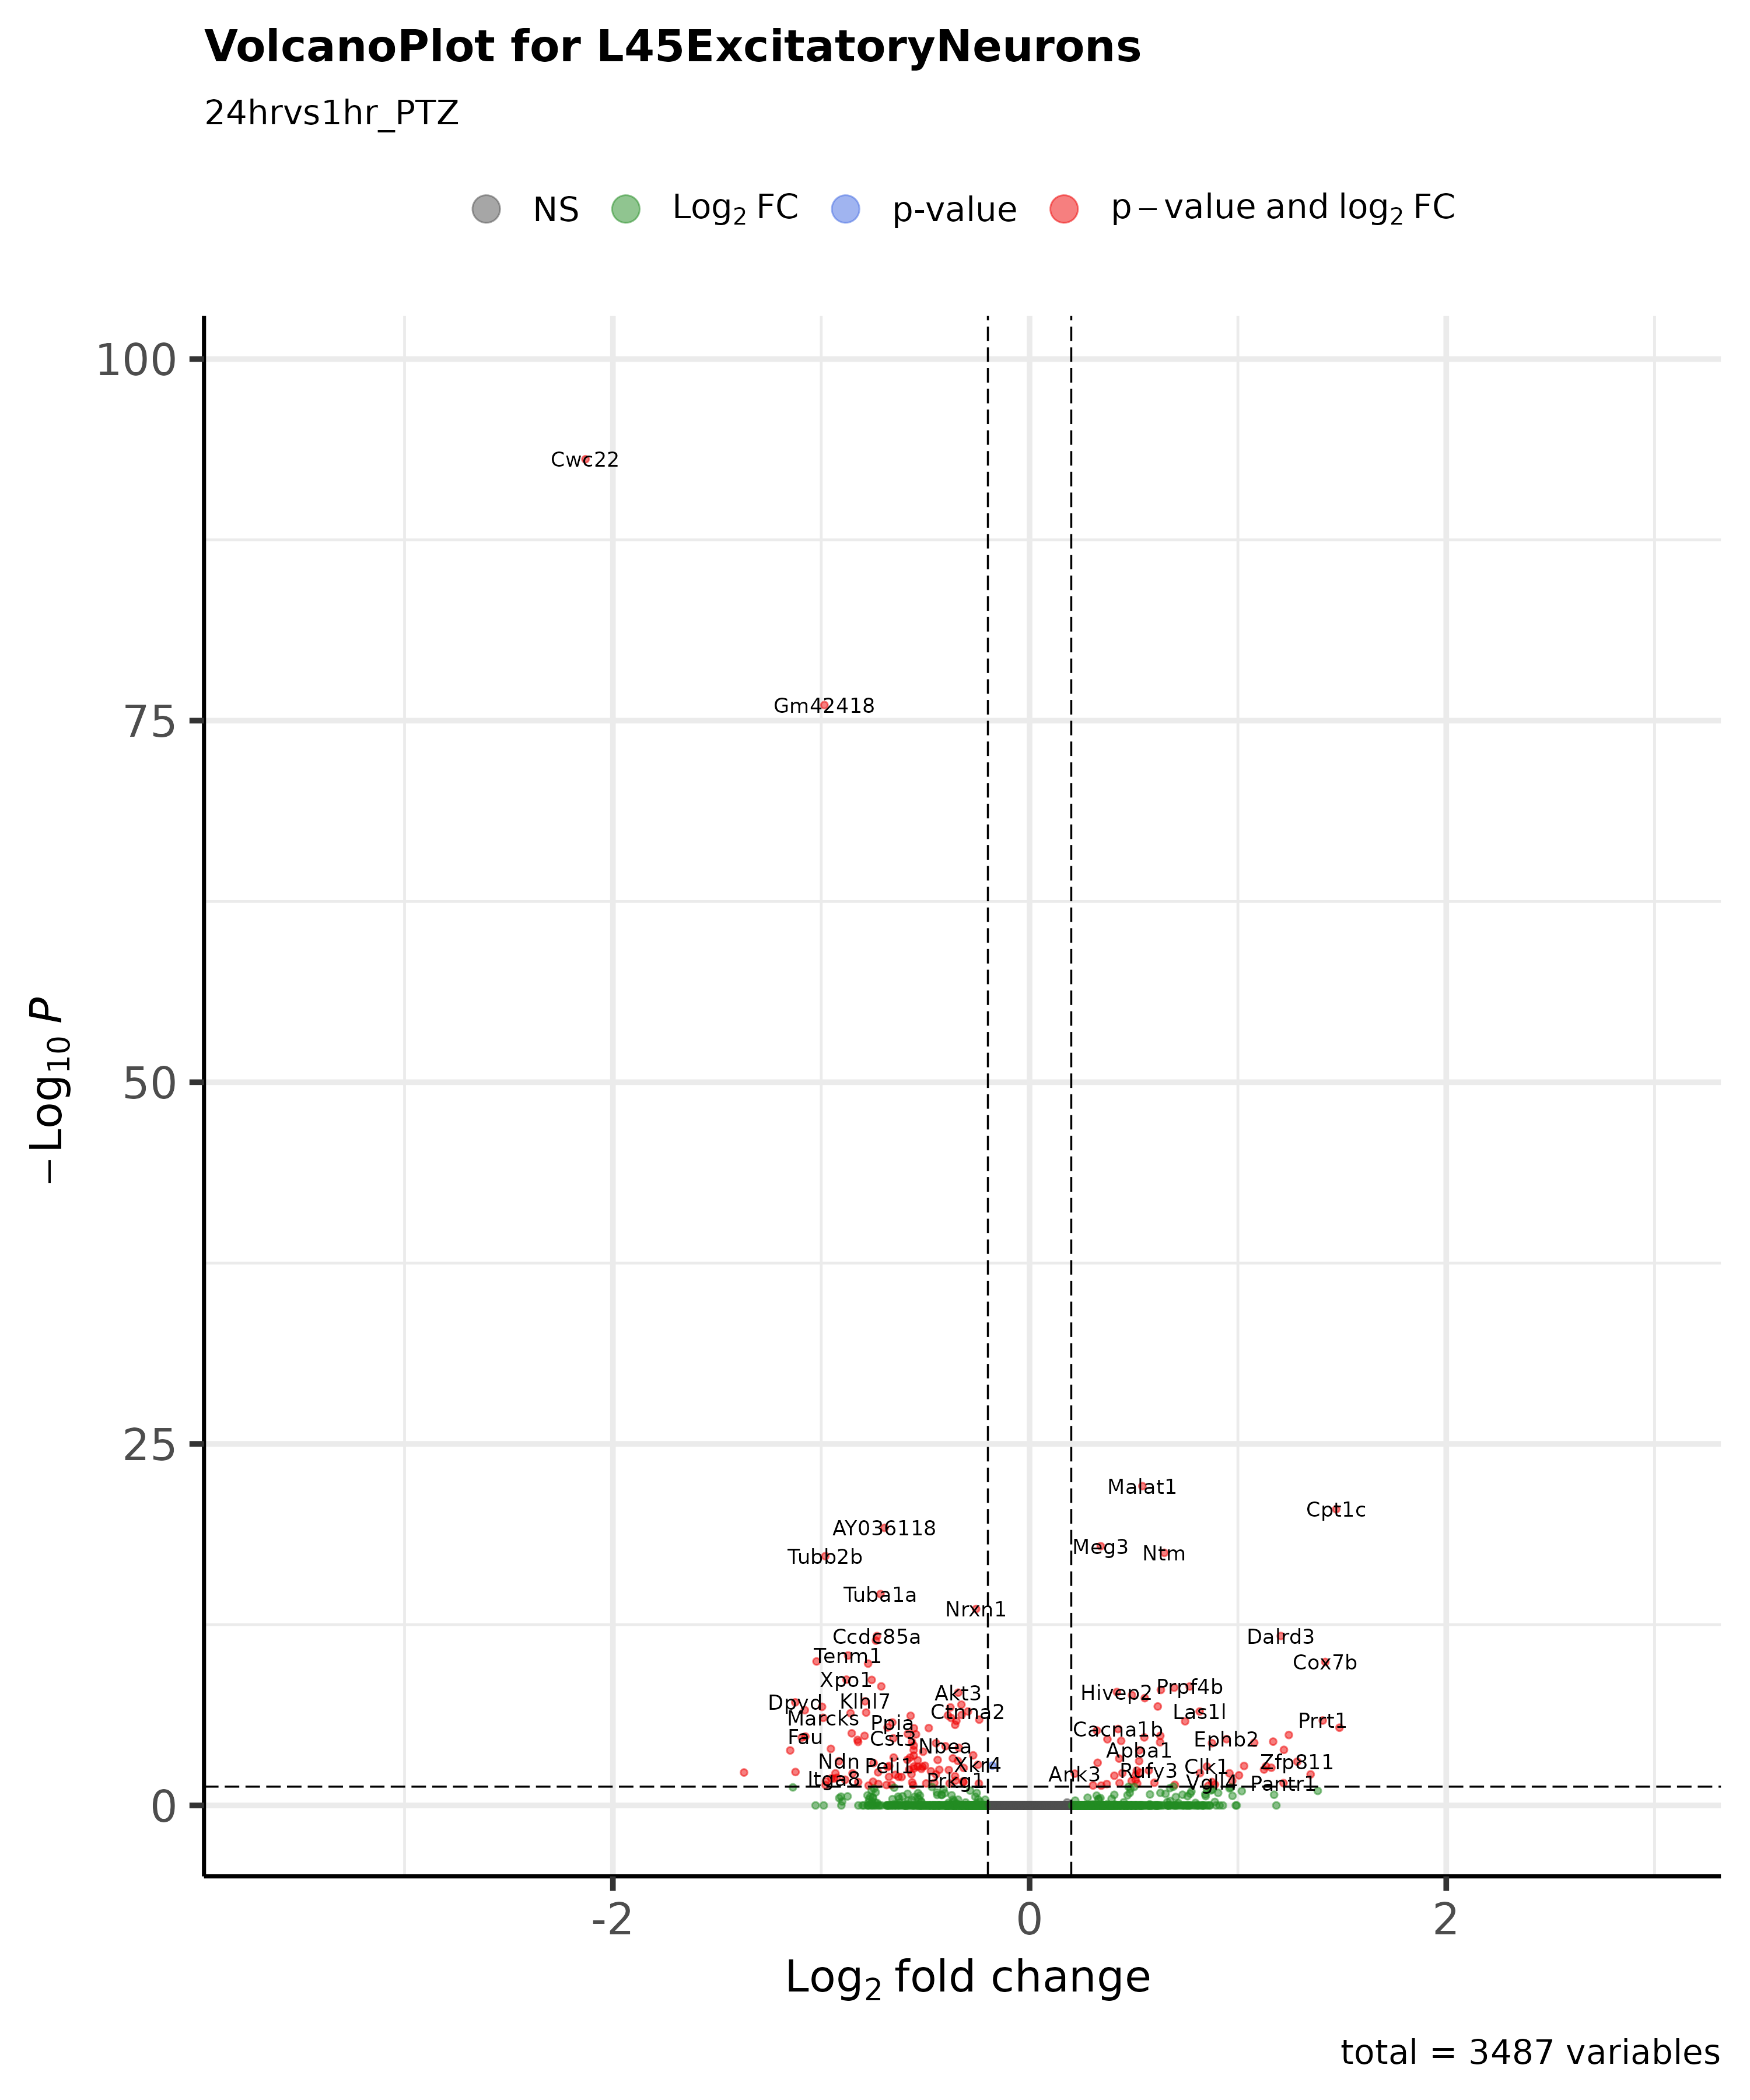 VolcanoPlot for L45ExcitatoryNeurons
24hrvs1hr_PTZ
NS Log2 FC p-value p−value and log2 FC
100
Cwc22
Gm42418
75
−Log10 P
50
25
Malat1
Cpt1c
AY036118
Meg3 Ntm
Tubb2b
Tuba1a
Nrxn1
Ccdc85a Dalrd3
Tenm1 Cox7b
Xpo1 Prpf4b
Akt3 Hivep2
Dpyd Klhl7
Ctnna2 Las1l
Marcks Ppia Prrt1
Cacna1b
Fau Cst3 Ephb2
Nbea Apba1
Ndn Zfp811
Peli1 Xlr4 Clk1
Ank3 Rufy3
Itga8 Prkg1 Vgll4 Pantr1
0
-2 0 2
Log2 fold change
total = 3487 variables